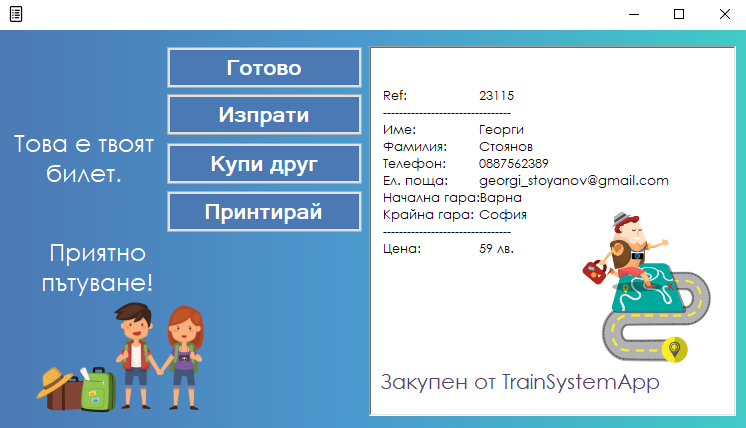 Това е твоят
билет.
Приятно
пътуване!
Готово
Изпрати
Купи друг
Принтирай
Ref: 23115
--------------------------------
Име: Георги
Фамилия: Стоянов
Телефон: 0887562389
Ел. поща: georgi_stoyanov@gmail.com
Начална гара:Варна
Крайна гара: София
--------------------------------
Цена: 59 лв.
Закупен от TrainSystemApp